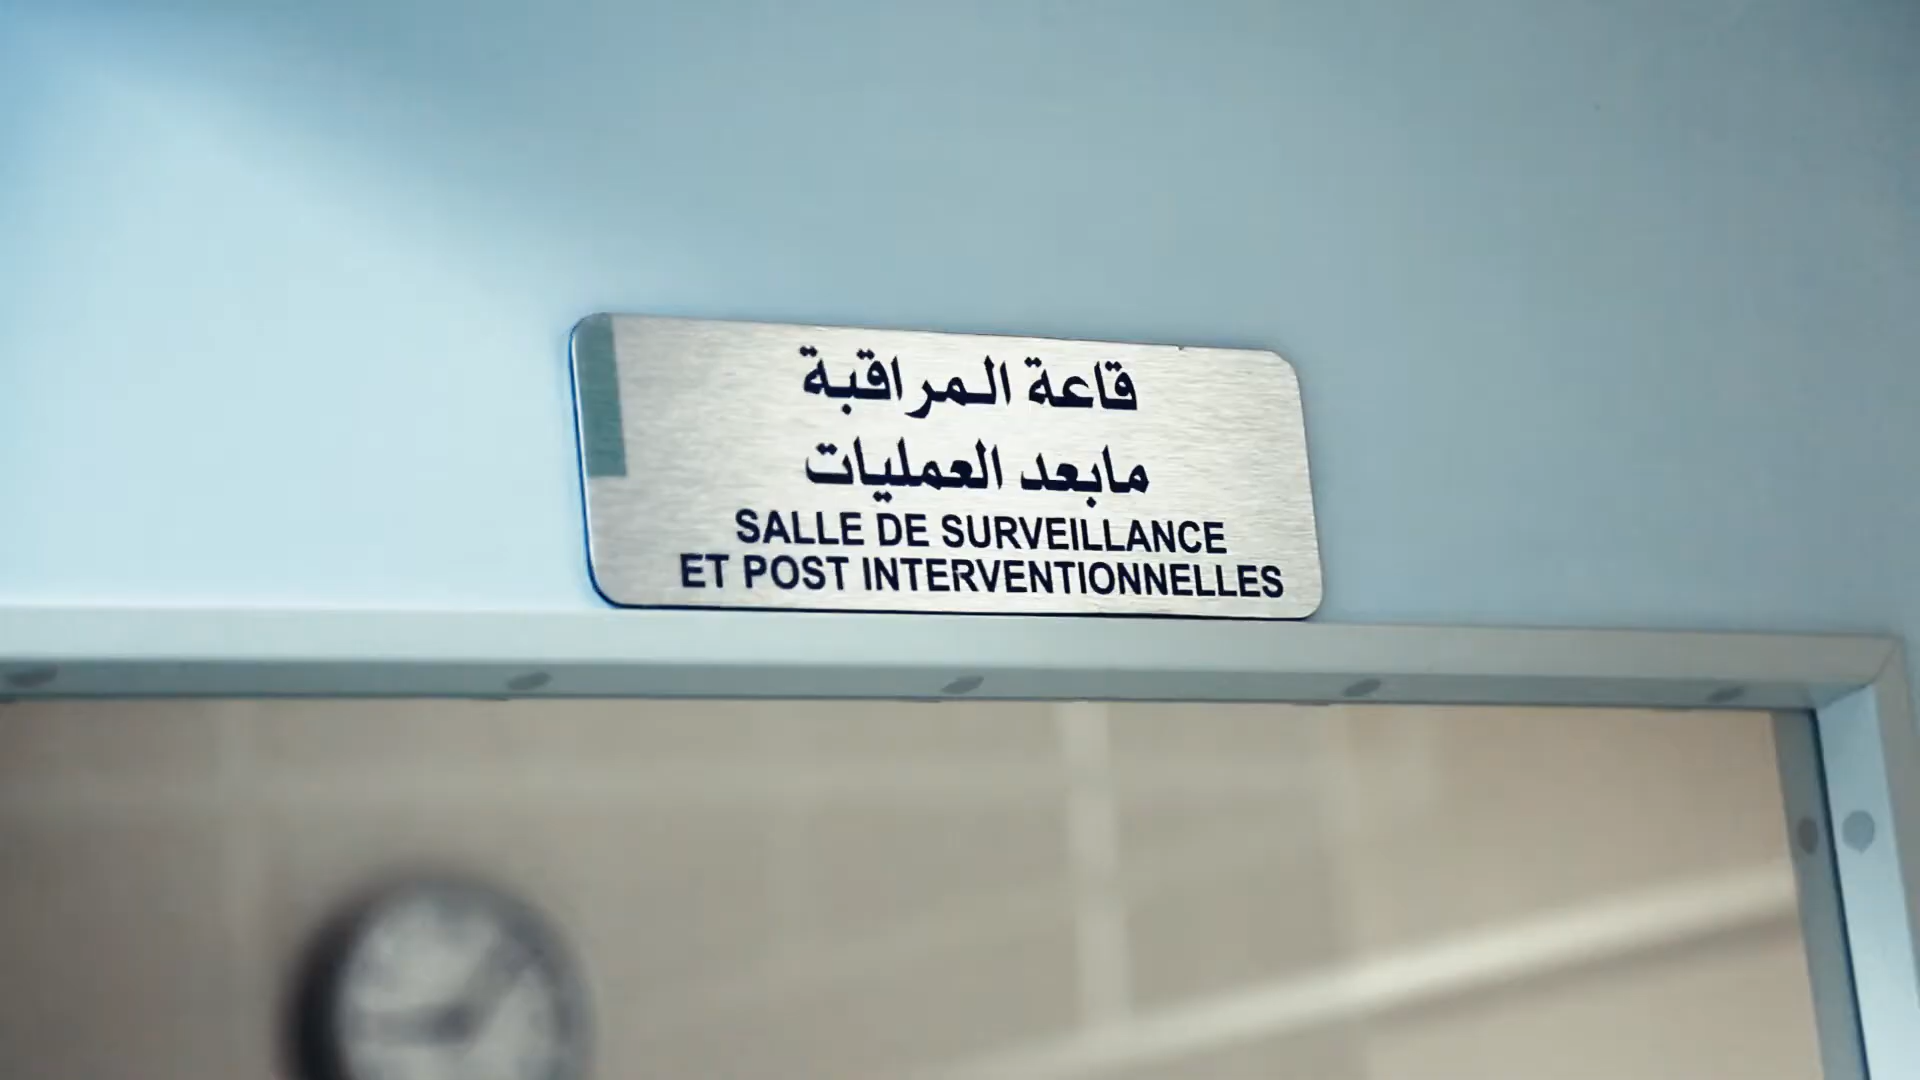 قاعة المراقبة
مابعد العمليات
SALLE DE SURVEILLANCE
ET POST INTERVENTIONNELLES